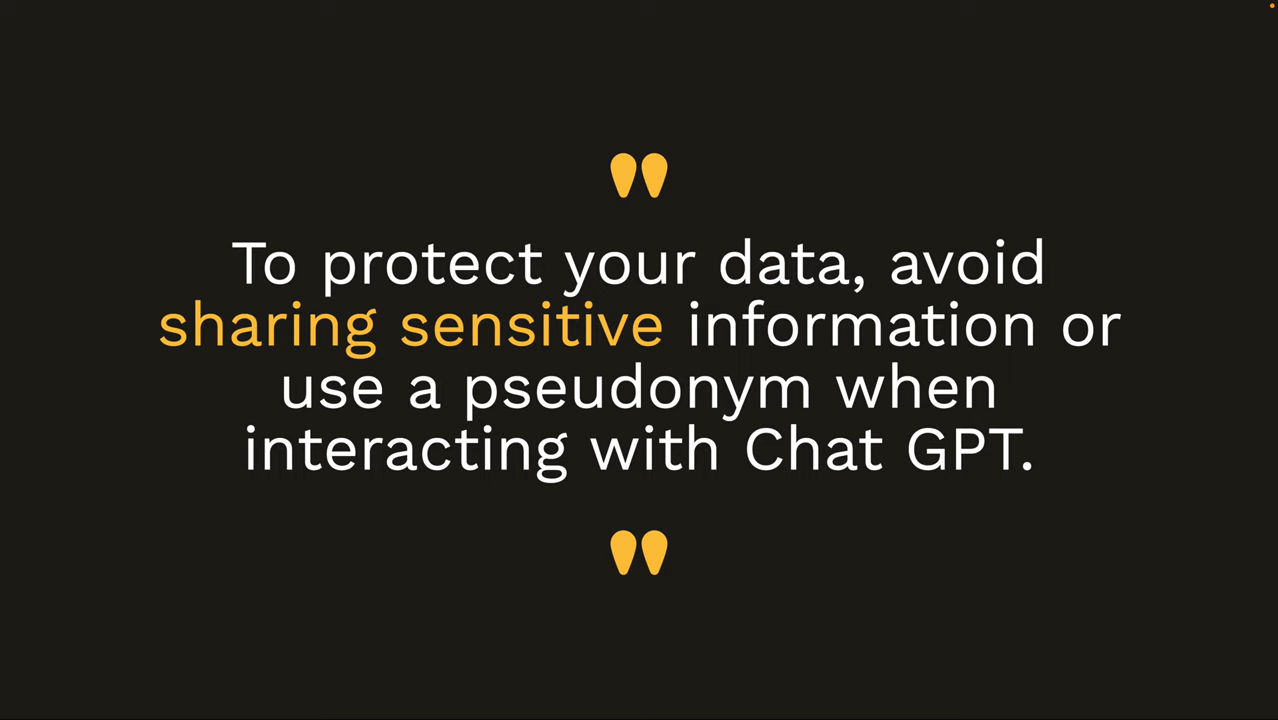 "
To protect your data, avoid
sharing sensitive information or
use a pseudonym when
interacting with Chat GPT.
"